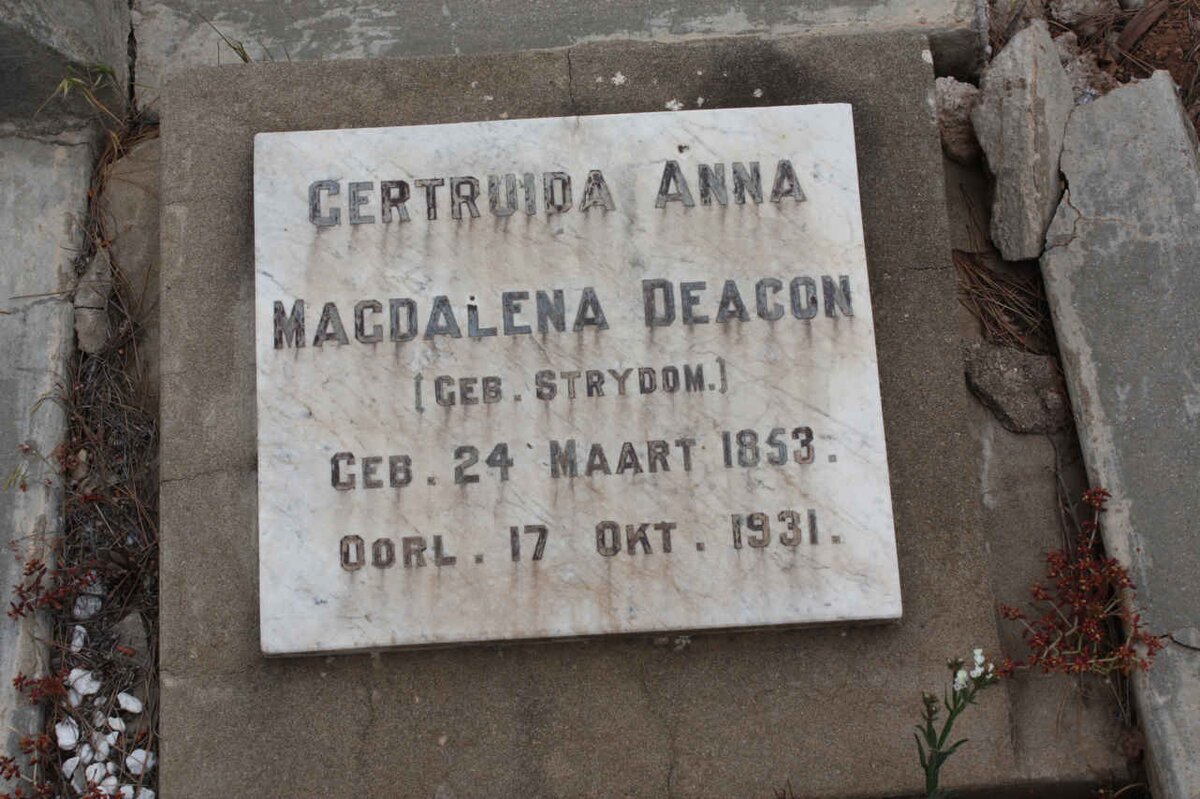 GERTRUIDA ANNA
MAGDALENA DEACON
[GEB. STRYDOM.]
GEB. 24 MAART 1853.
OORL. 17 OKT. 1931.